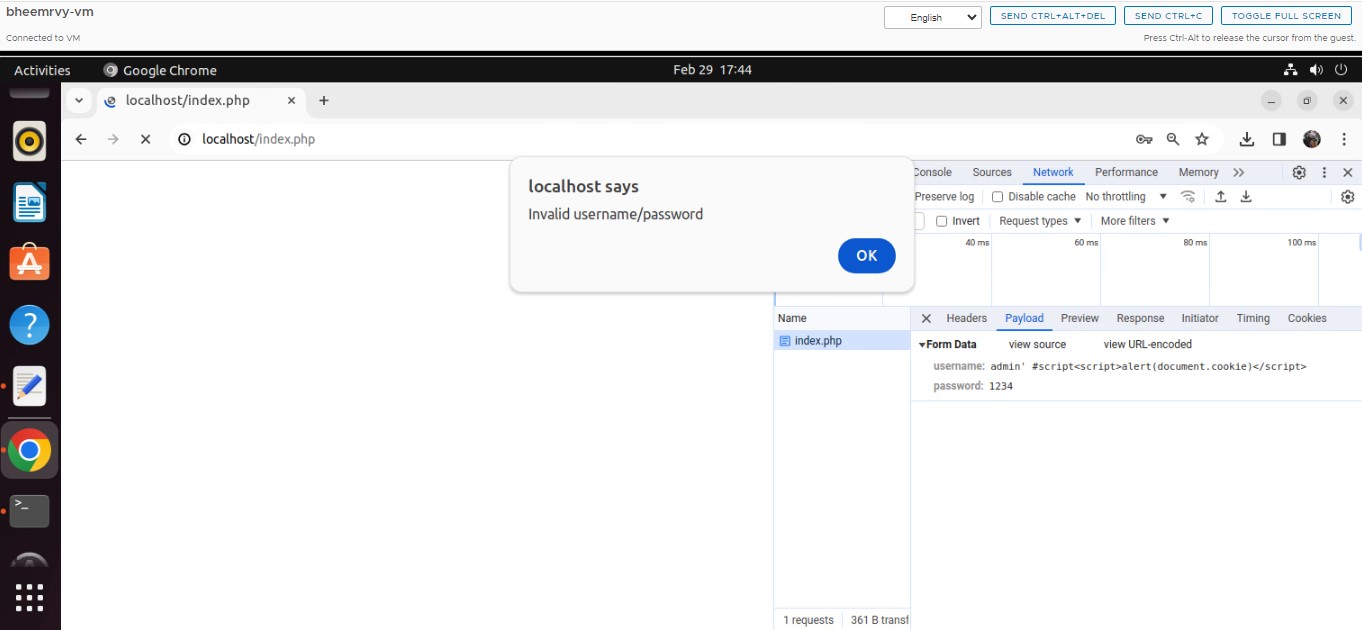 bheemrvy-vm
English
SEND CTRL+ALT+DEL
SEND CTRL+C
TOGGLE FULL SCREEN
Connected to VM
Press Ctrl-Alt to release the cursor from the guest.
Activities
Google Chrome
Feb 29 17:44
localhost/index.php
localhost/index.php
localhost says
Invalid username/password
OK
Console Sources Network Performance Memory
Preserve log Disable cache No throttling
Invert Request types More filters
40 ms 60 ms 80 ms 100 ms
Name
index.php
Headers Payload Preview Response Initiator Timing Cookies
Form Data view source view URL-encoded
username: admin' #script<script>alert(document.cookie)</script>
password: 1234
1 requests 361 B transf